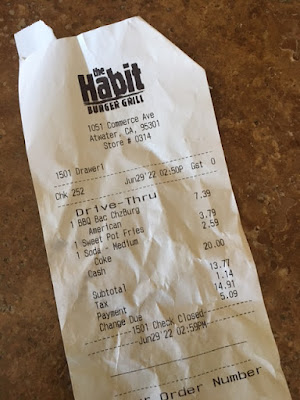 the
Habit
BURGER GRILL
1051 Commerce Ave
Atwater, CA, 95301
Store # 0314
1501 Drawer1
Chk 252 Jun29'22 02:50P Gst 0
Drive-Thru
1 BBQ Bac ChzBurg 7.39
American
1 Sweet Pot Fries 3.79
1 Soda - Medium 2.59
Coke
Cash 20.00
Subtotal 13.77
Tax 1.14
Payment 14.91
Change Due 5.09
----1501 Check Closed----
Jun29'22 02:59PM
Order Number